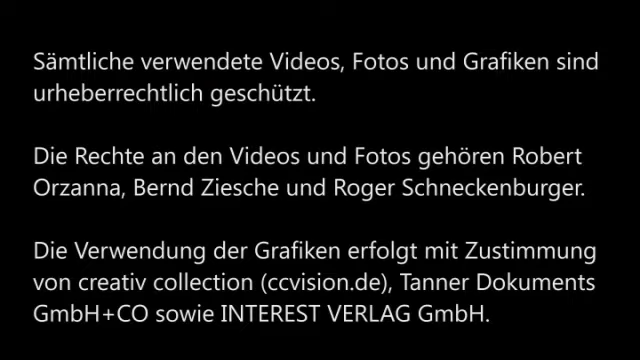 Sämtliche verwendete Videos, Fotos und Grafiken sind
urheberrechtlich geschützt.
Die Rechte an den Videos und Fotos gehören Robert
Orzanna, Bernd Ziesche und Roger Schneckenburger.
Die Verwendung der Grafiken erfolgt mit Zustimmung
von creativ collection (ccvision.de), Tanner Dokuments
GmbH+CO sowie INTEREST VERLAG GmbH.